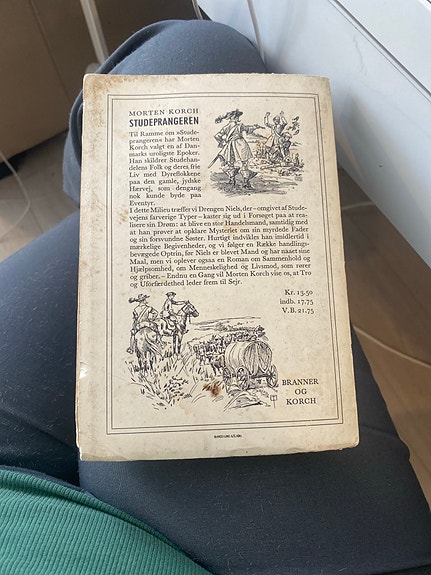 MORTEN KORCH
STUDEPRANGEREN
Til Ramme om »Stude-
prangeren« har Morten
Korch valgt en af Dan-
marks uroligste Epoker.
Han skildrer Studehan-
delens Folk og deres frie
Liv med Dyreflokkene
paa den gamle, jydske
Hærvej, som dengang
nok kunde byde paa
Eventyr.
I dette Milieu træffer vi Drengen Niels, der – omgivet af Stude-
vejens farverige Typer – kaster sig ud i Forsøget paa at rea-
lisere sin Drøm: at blive en stor Handelsmand, samtidig med
at han prøver at opklare Mysteriet om sin myrdede Fader
og sin forsvundne Søster. Hurtigt indvikles han imidlertid i
mærkelige Begivenheder, og vi følger en Række handlings-
bevægede Optrin, før Niels er blevet Mand og har naaet sine
Maal, men vi oplever ogsaa en Roman om Sammenhold og
Hjælpsomhed, om Menneskelighed og Livsmod, som rører
og griber. – Endnu en Gang vil Morten Korch vise os, at Tro
og Uforfærdethed leder frem til Sejr.
Kr. 13.50
indb. 17.75
V.B. 21.75
BRANNER
OG
KORCH